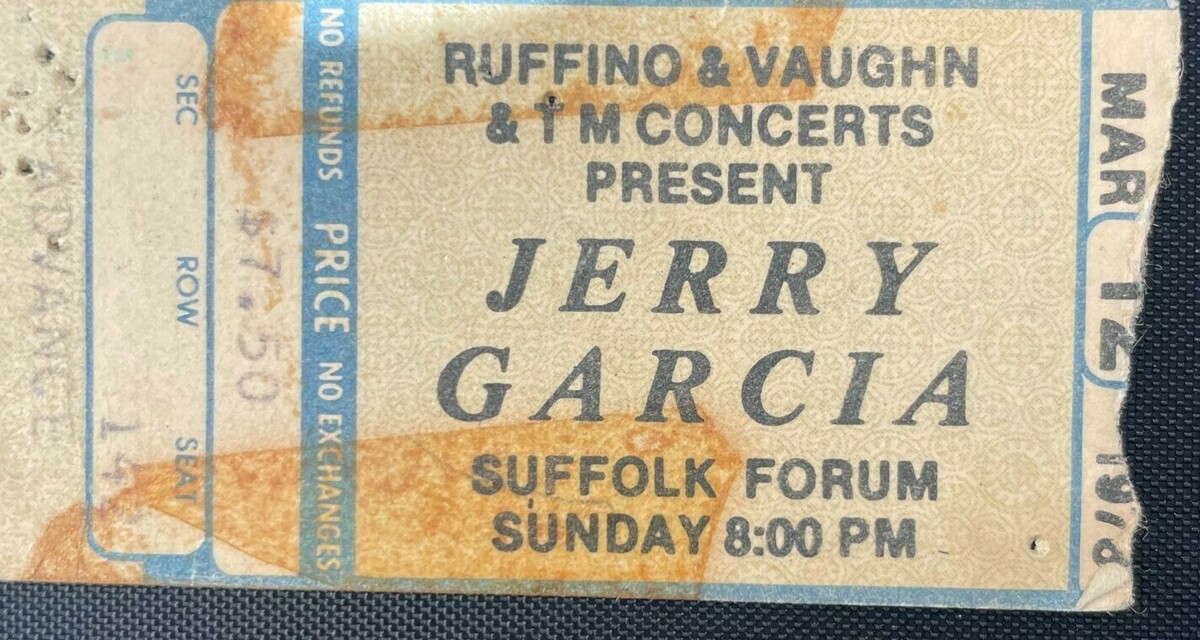 ADVANCE
SEC
ROW
SEAT
$7.50
NO REFUNDS PRICE NO EXCHANGES
RUFFINO & VAUGHN
& T M CONCERTS
PRESENT
JERRY
GARCIA
SUFFOLK FORUM
SUNDAY 8:00 PM
MAR 12 1978